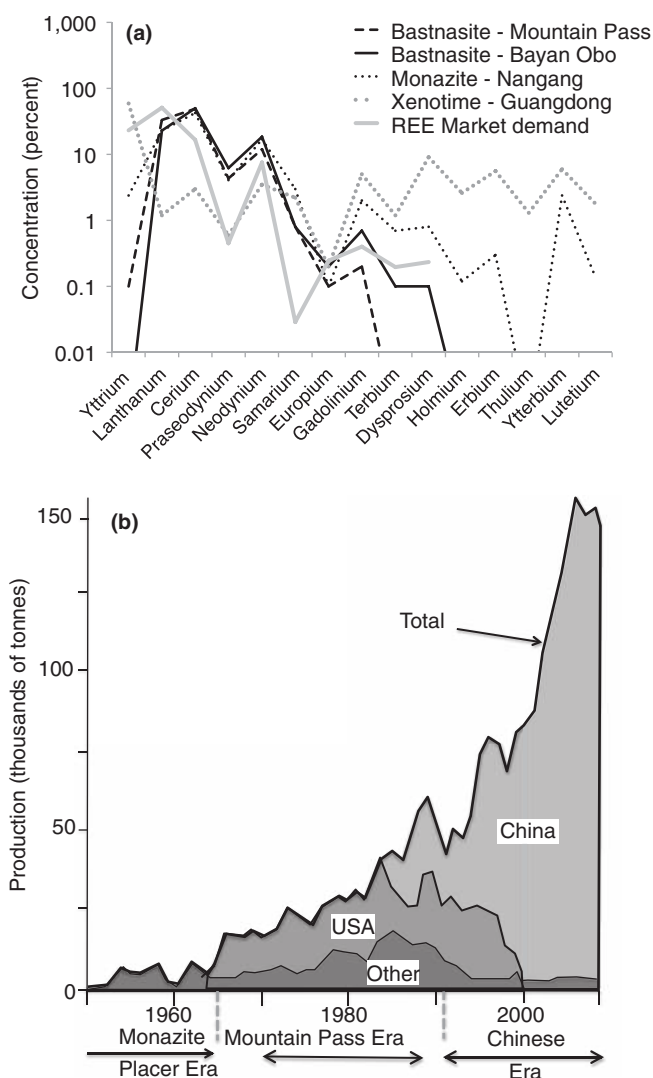 1,000
100
10
1
0.1
0.01
Concentration (percent)
(a)
Bastnasite - Mountain Pass
Bastnasite - Bayan Obo
Monazite - Nangang
Xenotime - Guangdong
REE Market demand
Yttrium
Lanthanum
Cerium
Praseodynium
Neodynium
Samarium
Europium
Gadolinium
Terbium
Dysprosium
Holmium
Erbium
Thulium
Ytterbium
Lutetium
150
100
50
0
Production (thousands of tonnes)
(b)
Total
China
USA
Other
1960
1980
2000
Monazite
Placer Era
Mountain Pass Era
Chinese
Era